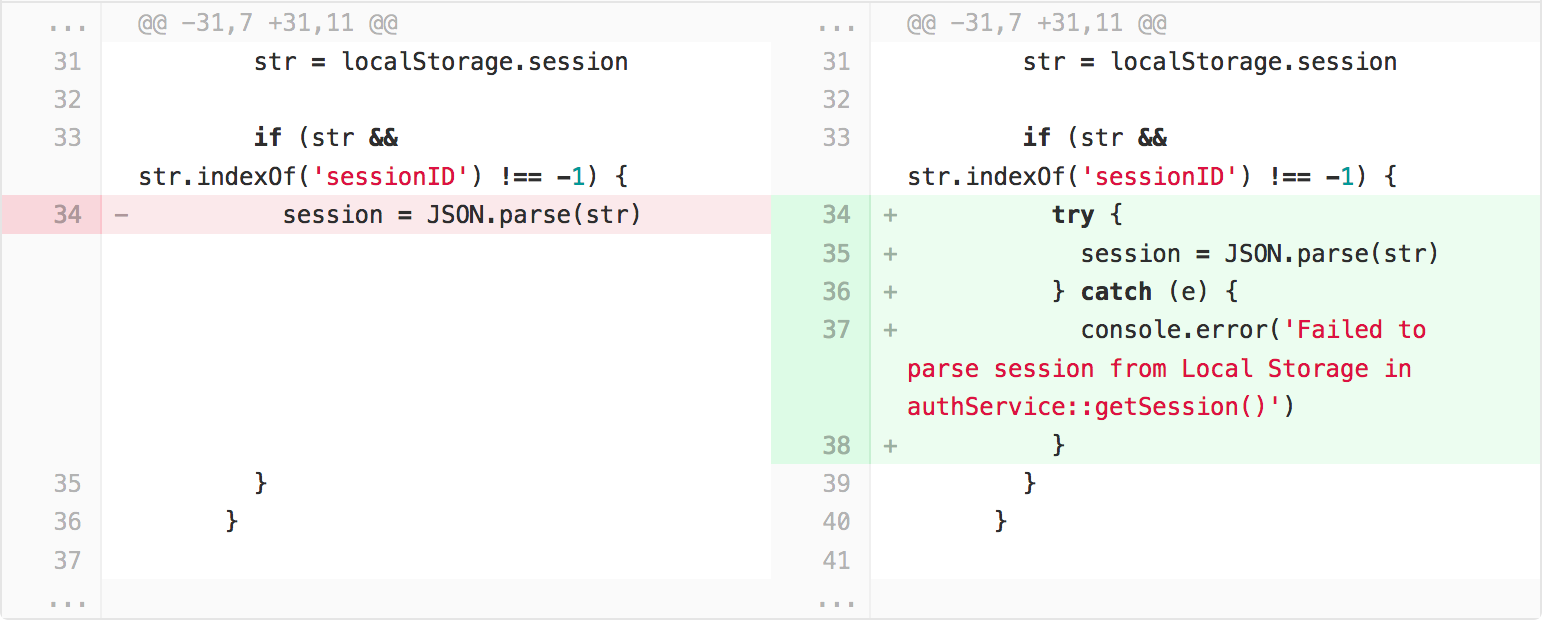 ... @@ −31,7 +31,11 @@
31 str = localStorage.session
32
33 if (str &&
str.indexOf('sessionID') !== −1) {
34 − session = JSON.parse(str)
35 }
36 }
37
...
... @@ −31,7 +31,11 @@
31 str = localStorage.session
32
33 if (str &&
str.indexOf('sessionID') !== −1) {
34 + try {
35 + session = JSON.parse(str)
36 + } catch (e) {
37 + console.error('Failed to
parse session from Local Storage in
authService::getSession()')
38 + }
39 }
40 }
41
...